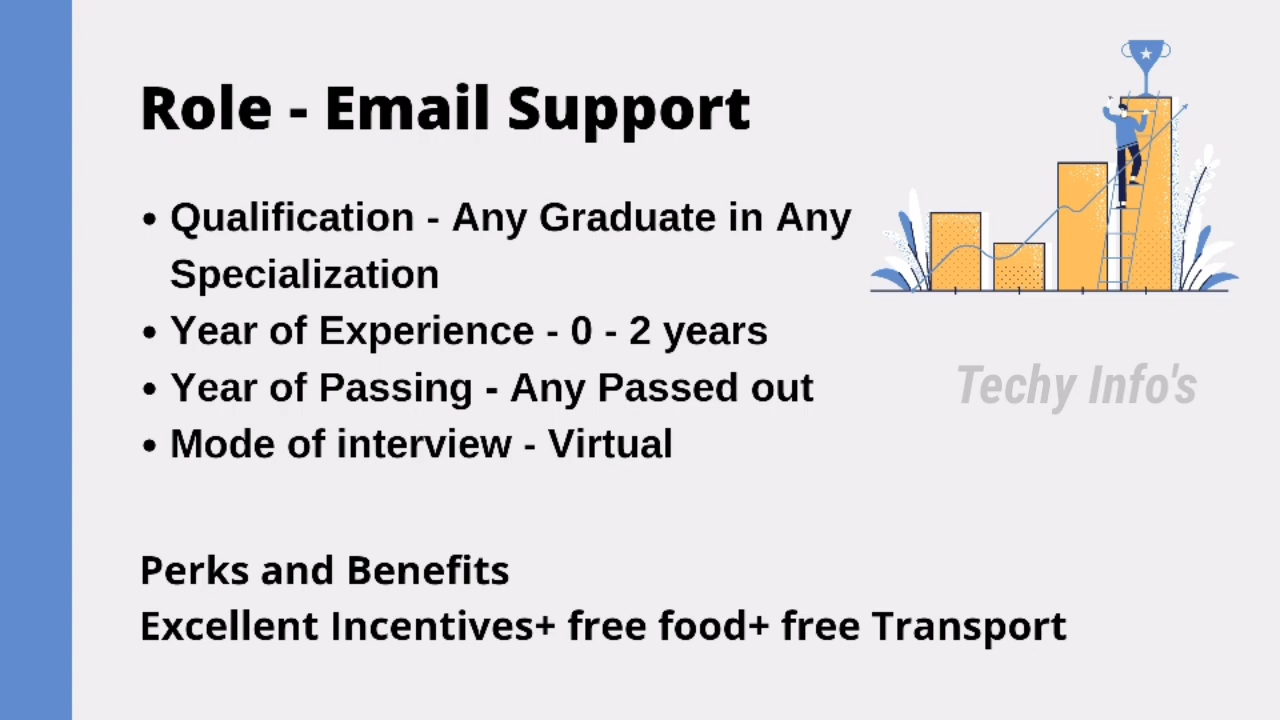 Role - Email Support
• Qualification - Any Graduate in Any
Specialization
• Year of Experience - 0 - 2 years
• Year of Passing - Any Passed out
• Mode of interview - Virtual
Techy Info's
Perks and Benefits
Excellent Incentives+ free food+ free Transport